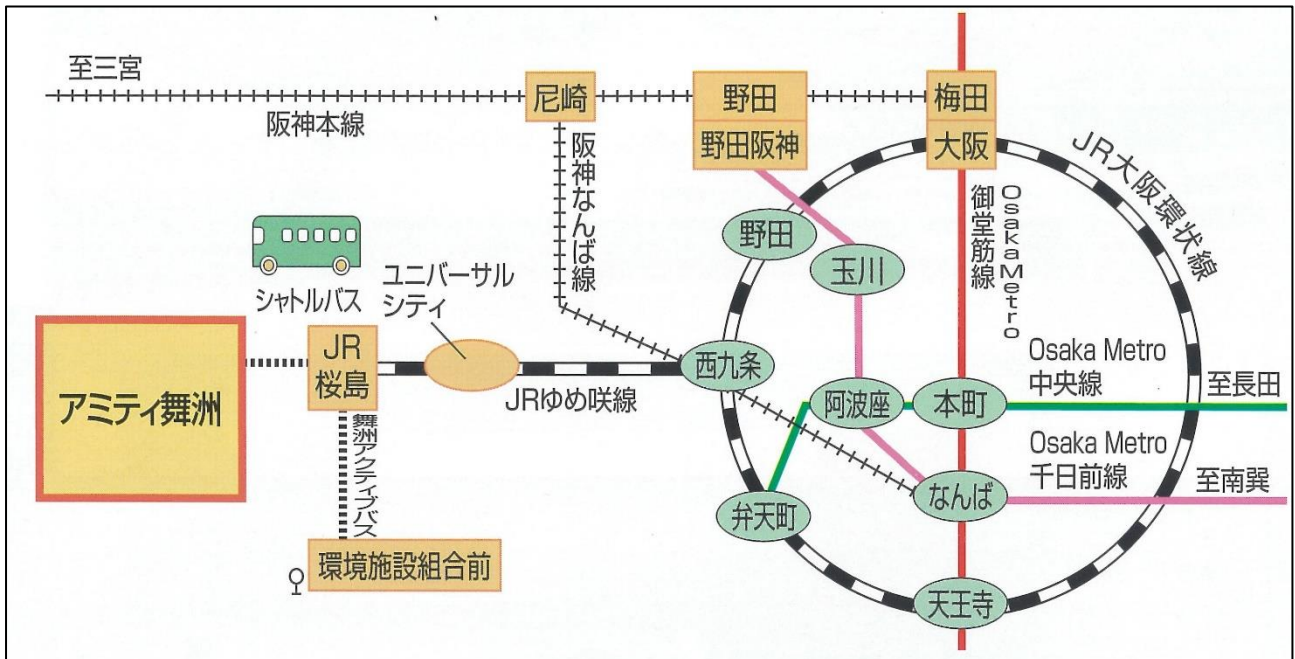 至三宮
阪神本線
尼崎
野田
野田阪神
梅田
大阪
阪神なんば線
JR大阪環状線
Osaka Metro
御堂筋線
野田
玉川
シャトルバス
ユニバーサル
シティ
アミティ舞洲
JR
桜島
JRゆめ咲線
西九条
阿波座
本町
Osaka Metro
中央線
至長田
舞洲アクティブバス
弁天町
なんば
Osaka Metro
千日前線
至南巽
環境施設組合前
天王寺